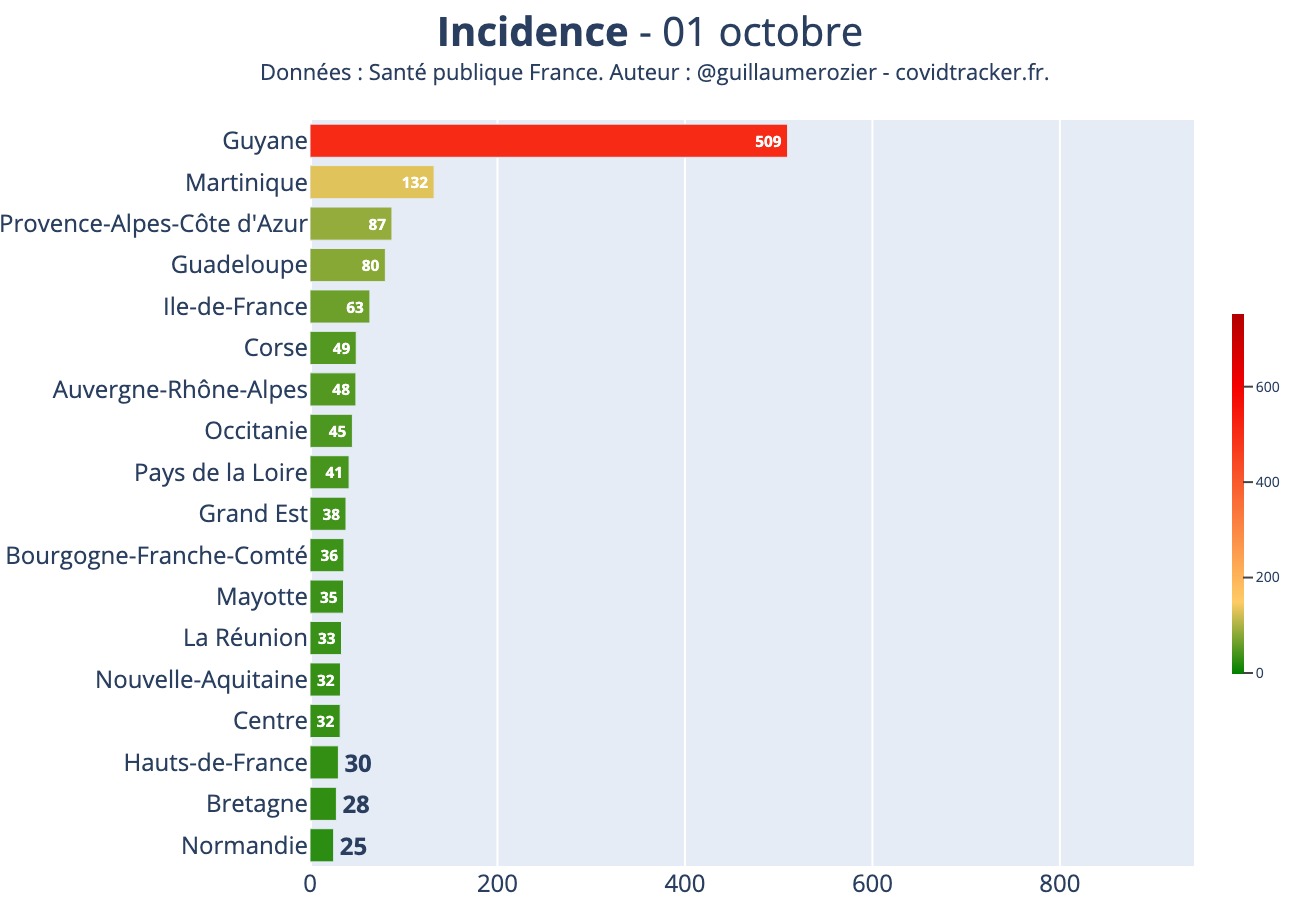 Incidence - 01 octobre
Données : Santé publique France. Auteur : @guillaumerozier - covidtracker.fr.
Guyane 509
Martinique 132
Provence-Alpes-Côte d'Azur 87
Guadeloupe 80
Ile-de-France 63
Corse 49
Auvergne-Rhône-Alpes 48
Occitanie 45
Pays de la Loire 41
Grand Est 38
Bourgogne-Franche-Comté 36
Mayotte 35
La Réunion 33
Nouvelle-Aquitaine 32
Centre 32
Hauts-de-France 30
Bretagne 28
Normandie 25
0 200 400 600 800
600
400
200
0